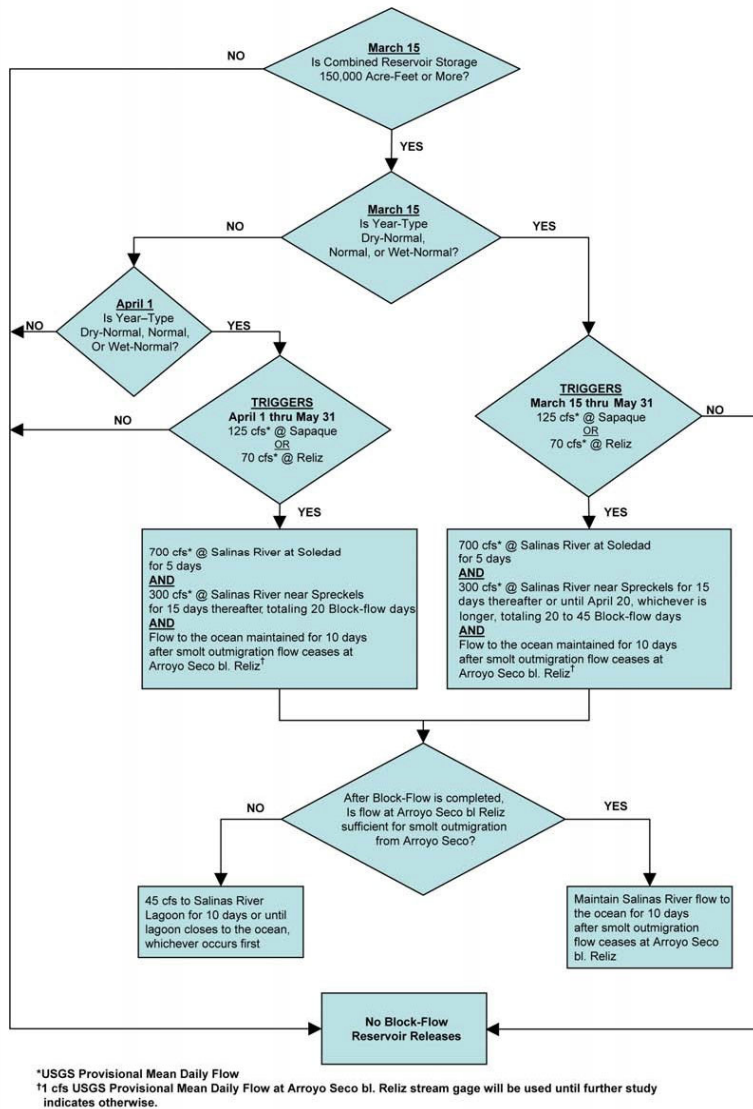 March 15
Is Combined Reservoir Storage
150,000 Acre-Feet or More?
NO
YES
March 15
Is Year-Type
Dry-Normal,
Normal, or Wet-Normal?
NO
YES
April 1
Is Year–Type
Dry-Normal, Normal,
Or Wet-Normal?
NO
YES
TRIGGERS
April 1 thru May 31
125 cfs* @ Sapaque
OR
70 cfs* @ Reliz
NO
YES
TRIGGERS
March 15 thru May 31
125 cfs* @ Sapaque
OR
70 cfs* @ Reliz
NO
YES
700 cfs* @ Salinas River at Soledad
for 5 days
AND
300 cfs* @ Salinas River near Spreckels
for 15 days thereafter, totaling 20 Block-flow days
AND
Flow to the ocean maintained for 10 days
after smolt outmigration flow ceases at
Arroyo Seco bl. Reliz†
700 cfs* @ Salinas River at Soledad
for 5 days
AND
300 cfs* @ Salinas River near Spreckels for 15
days thereafter or until April 20, whichever is
longer, totaling 20 to 45 Block-flow days
AND
Flow to the ocean maintained for 10 days
after smolt outmigration flow ceases at
Arroyo Seco bl. Reliz†
After Block-Flow is completed,
Is flow at Arroyo Seco bl Reliz
sufficient for smolt outmigration
from Arroyo Seco?
NO
YES
45 cfs to Salinas River
Lagoon for 10 days or until
lagoon closes to the ocean,
whichever occurs first
Maintain Salinas River flow to
the ocean for 10 days
after smolt outmigration
flow ceases at Arroyo Seco
bl. Reliz
No Block-Flow
Reservoir Releases
*USGS Provisional Mean Daily Flow
†1 cfs USGS Provisional Mean Daily Flow at Arroyo Seco bl. Reliz stream gage will be used until further study
indicates otherwise.